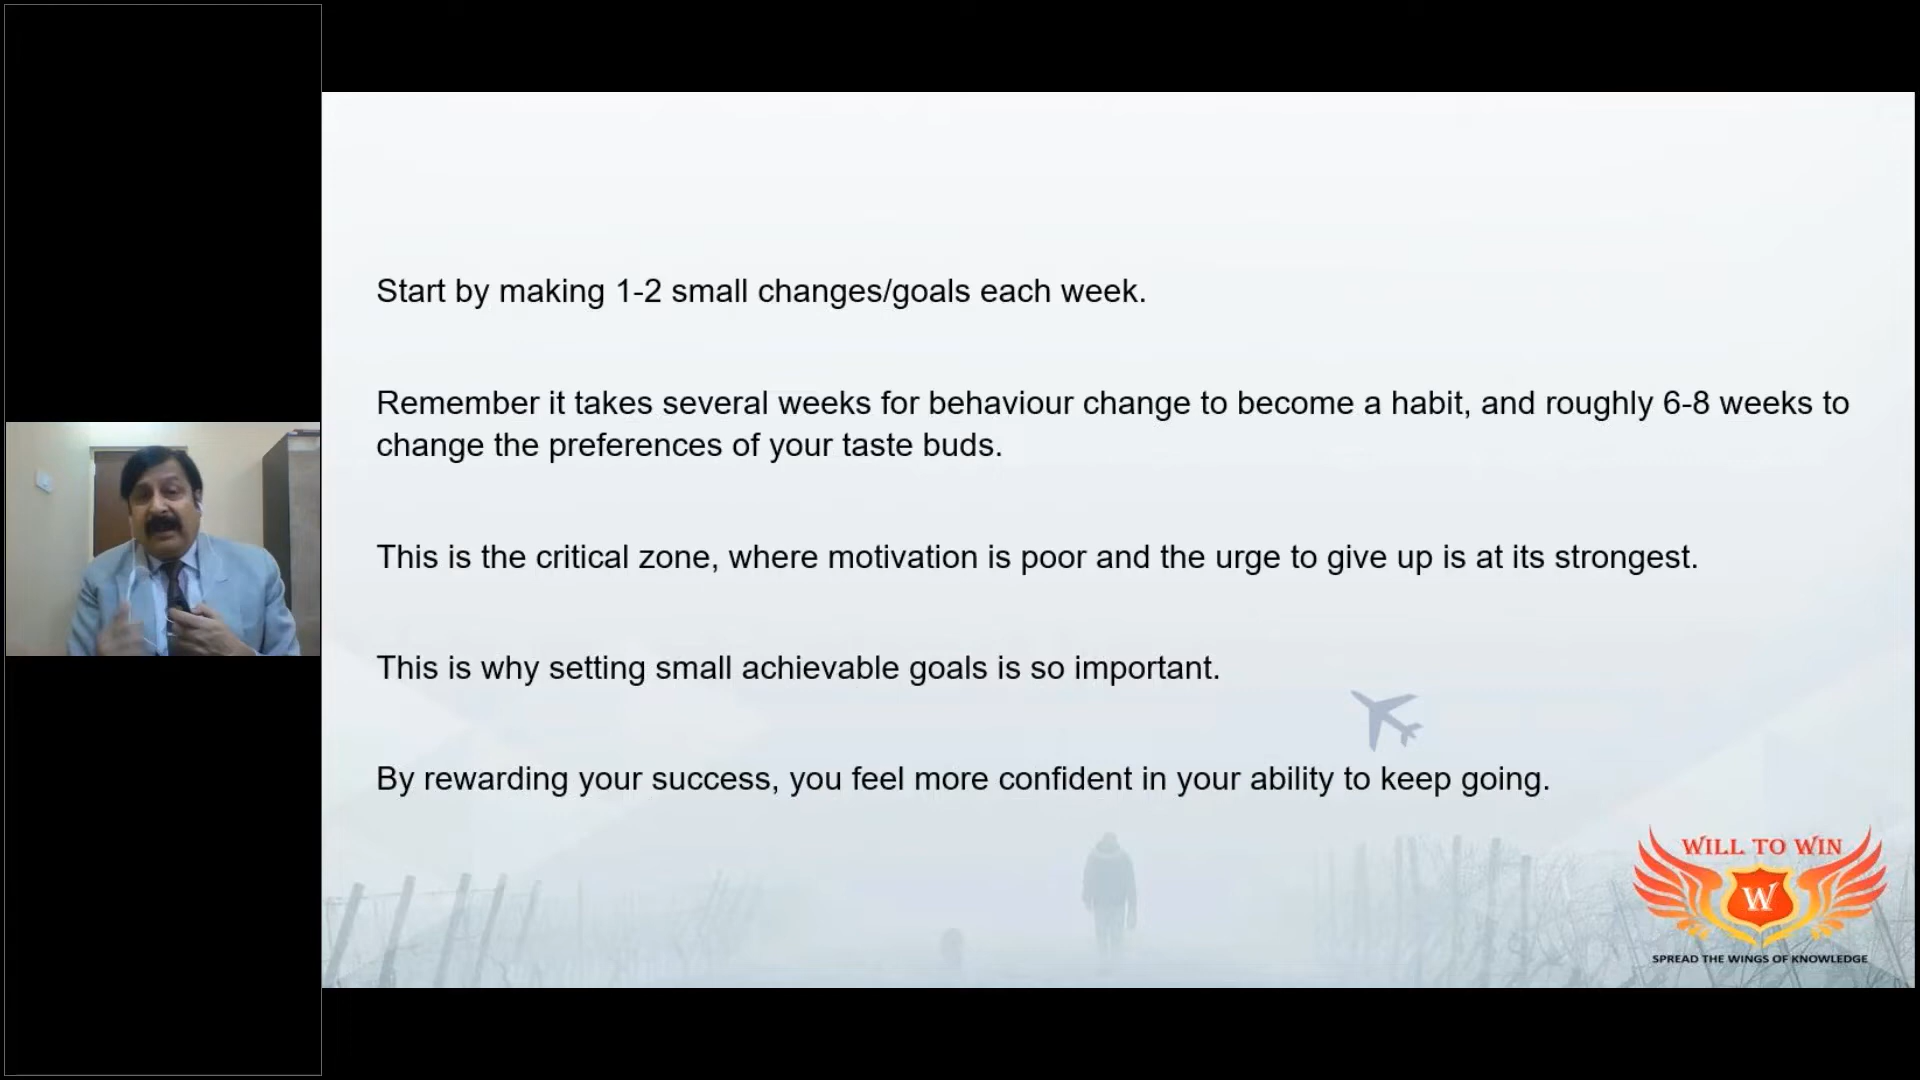 Start by making 1-2 small changes/goals each week.
Remember it takes several weeks for behaviour change to become a habit, and roughly 6-8 weeks to
change the preferences of your taste buds.
This is the critical zone, where motivation is poor and the urge to give up is at its strongest.
This is why setting small achievable goals is so important.
By rewarding your success, you feel more confident in your ability to keep going.
WILL TO WIN
W
SPREAD THE WINGS OF KNOWLEDGE